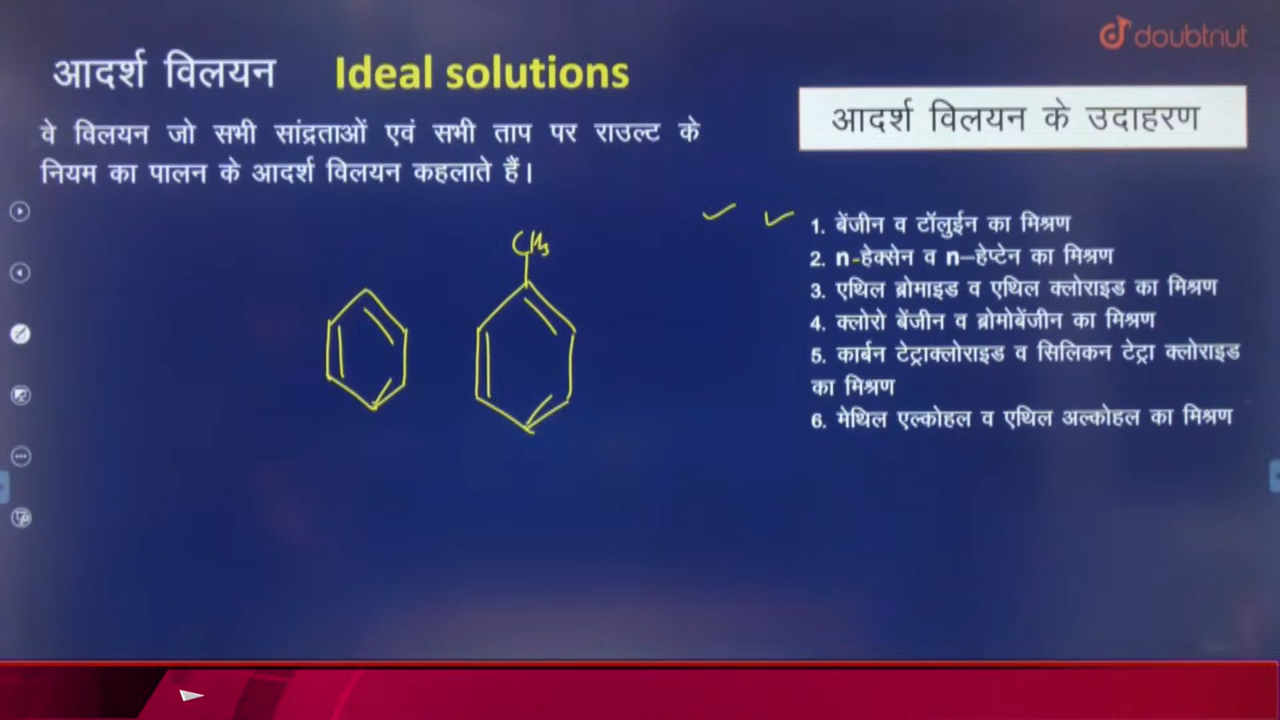 doubtnut
आदर्श विलयन Ideal solutions
वे विलयन जो सभी सांद्रताओं एवं सभी ताप पर राउल्ट के
नियम का पालन के आदर्श विलयन कहलाते हैं।
CH3
आदर्श विलयन के उदाहरण
1. बेंजीन व टॉलुईन का मिश्रण
2. n-हेक्सेन व n–हेप्टेन का मिश्रण
3. एथिल ब्रोमाइड व एथिल क्लोराइड का मिश्रण
4. क्लोरो बेंजीन व ब्रोमोबेंजीन का मिश्रण
5. कार्बन टेट्राक्लोराइड व सिलिकन टेट्रा क्लोराइड
का मिश्रण
6. मेथिल एल्कोहल व एथिल अल्कोहल का मिश्रण